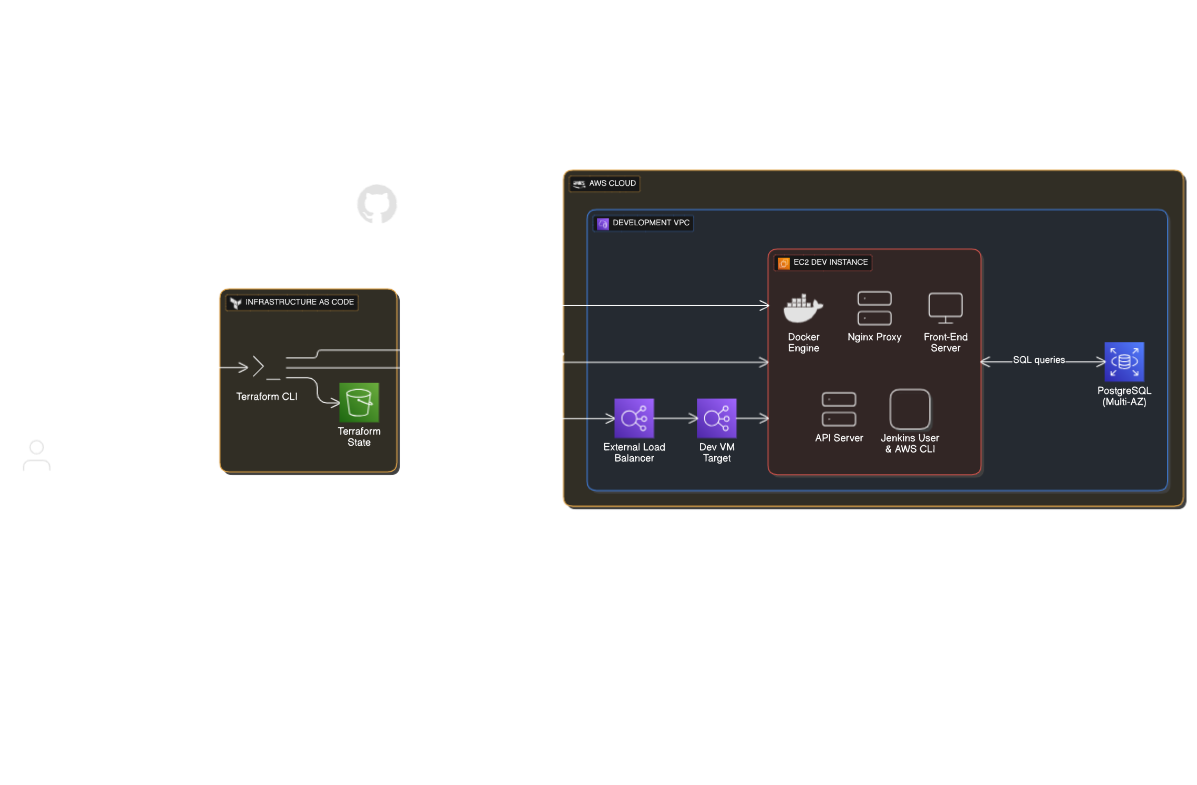 AWS CLOUD
DEVELOPMENT VPC
EC2 DEV INSTANCE
INFRASTRUCTURE AS CODE
Docker
Engine
Nginx Proxy
Front-End
Server
SQL queries
Terraform CLI
PostgreSQL
(Multi-AZ)
Terraform
State
External Load
Balancer
Dev VM
Target
API Server
Jenkins User
& AWS CLI